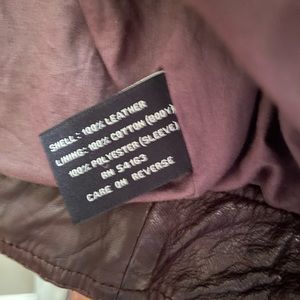 SHELL: 100% LEATHER
LINING: 100% COTTON (BODY)
100% POLYESTER (SLEEVE)
RN 54163
CARE ON REVERSE